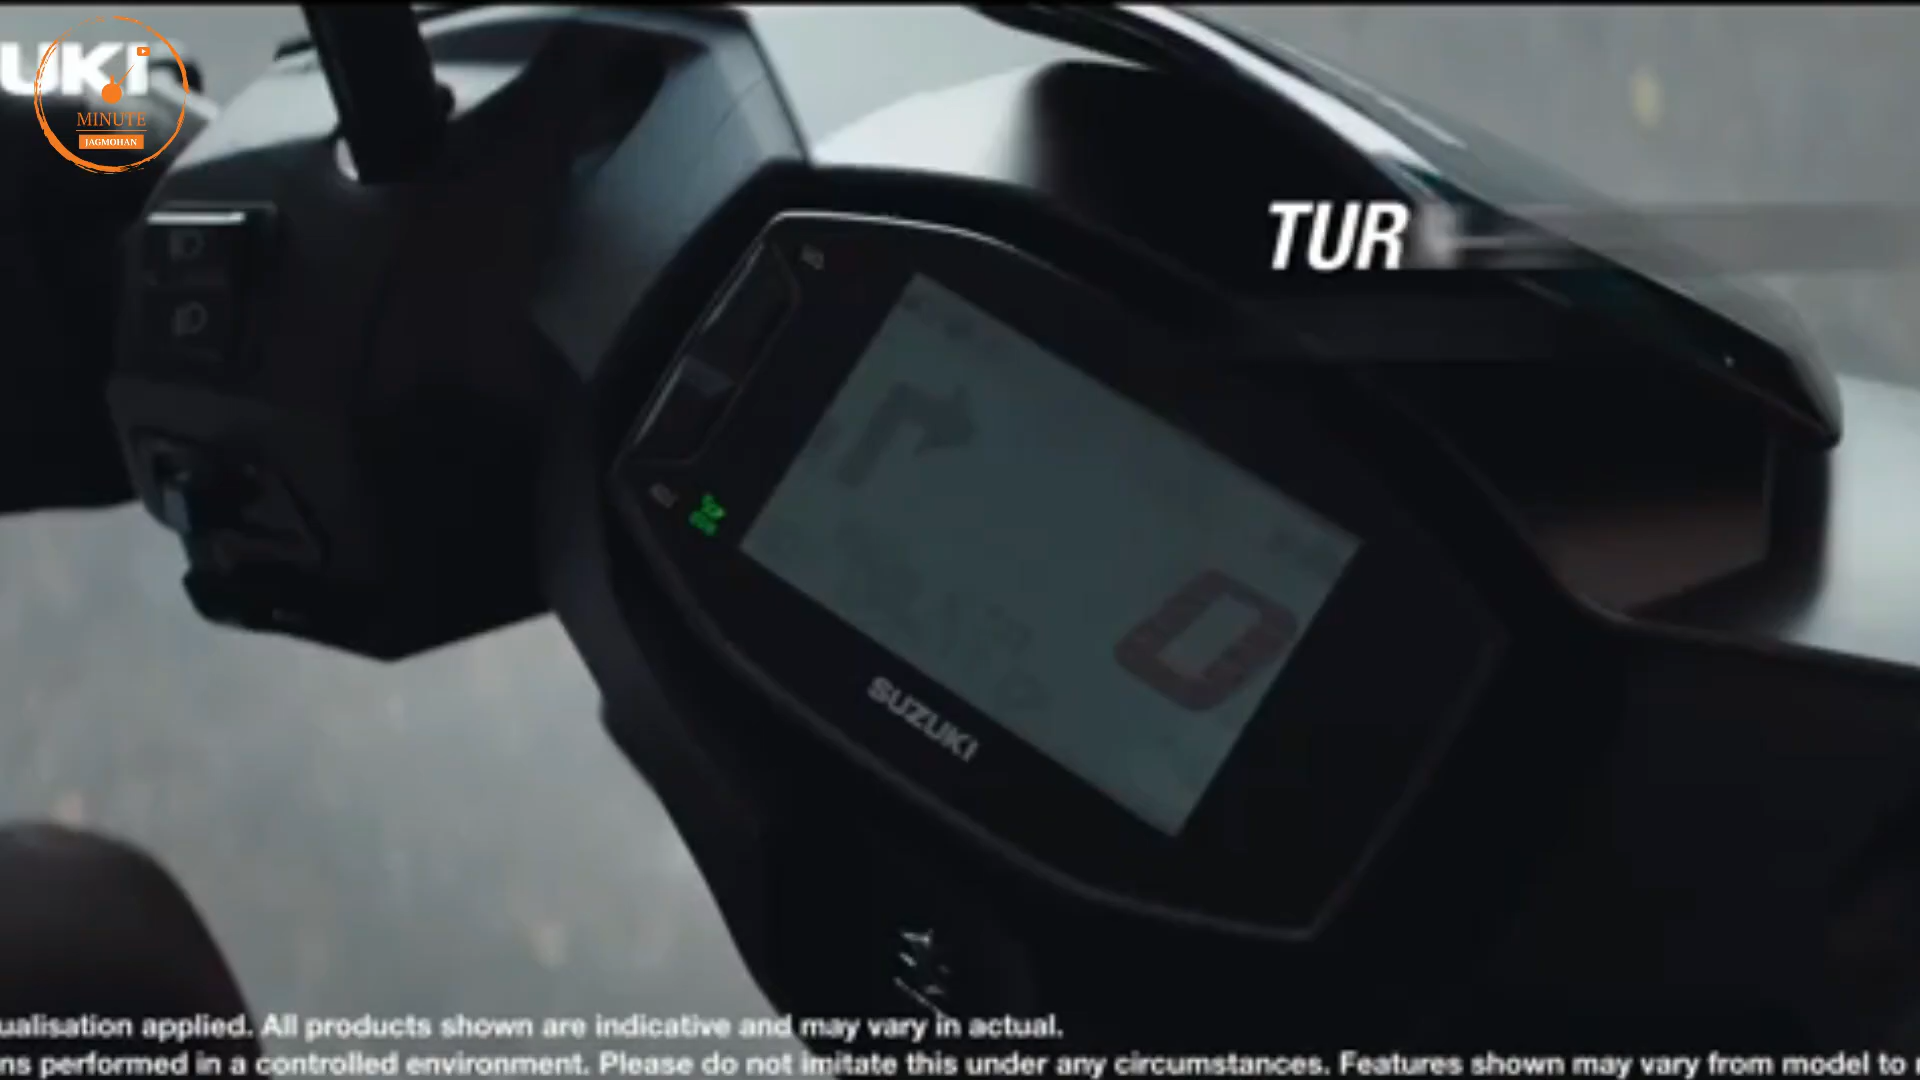 UKI
MINUTE
JAGMOHAN
TUR
0
SUZUKI
ualisation applied. All products shown are indicative and may vary in actual.
ns performed in a controlled environment. Please do not imitate this under any circumstances. Features shown may vary from model to